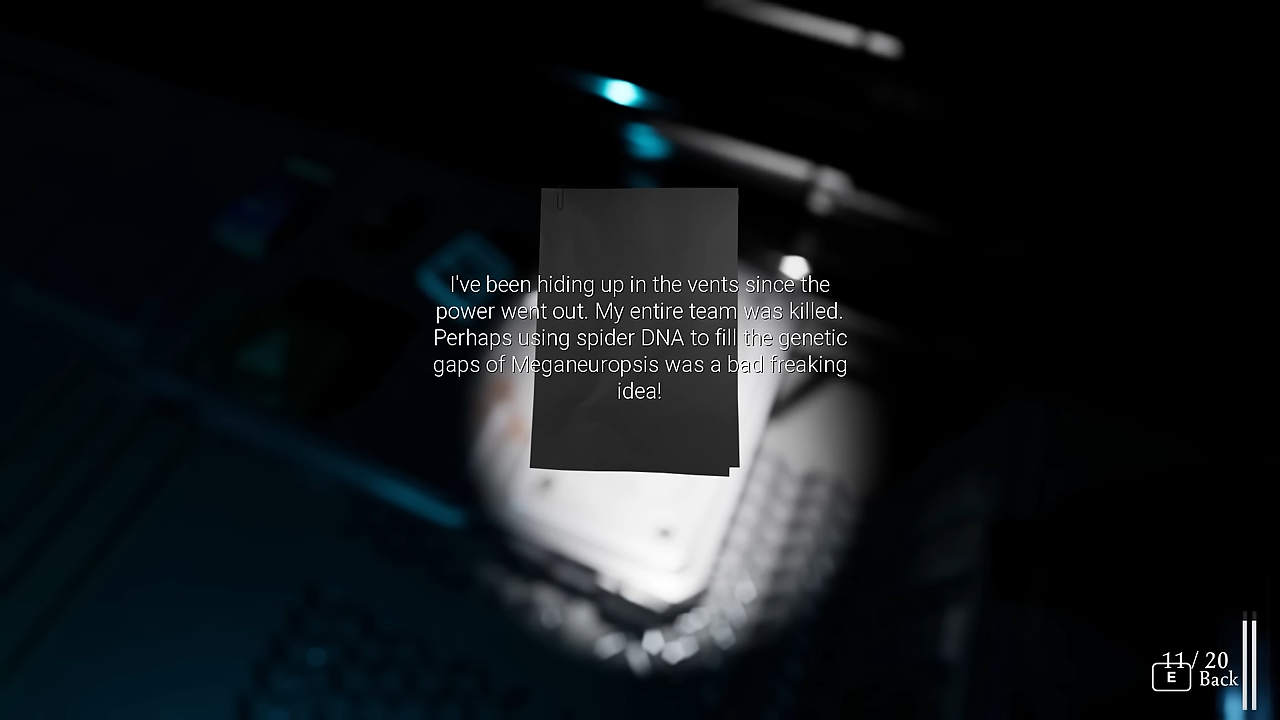 I've been hiding up in the vents since the
power went out. My entire team was killed.
Perhaps using spider DNA to fill the genetic
gaps of Meganeuropsis was a bad freaking
idea!
11/ 20
E Back